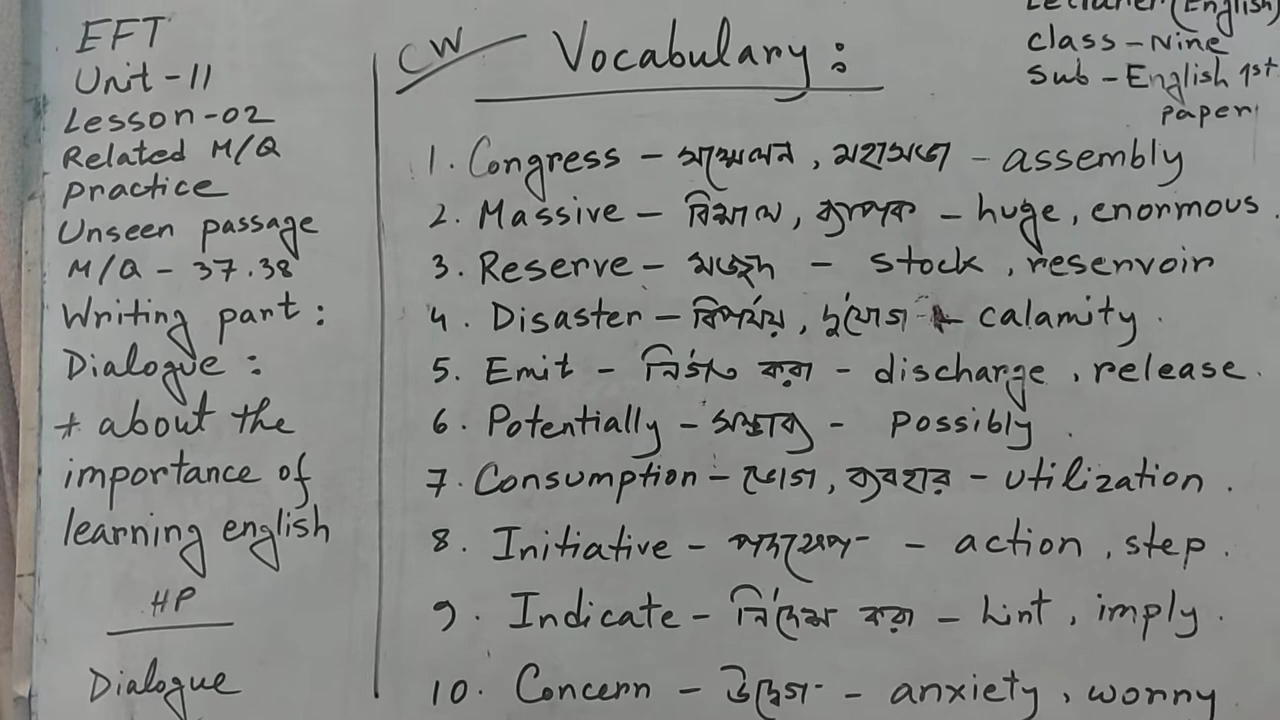 EFT
Unit-11
Lesson-02
Related M/Q
practice
Unseen passage
M/Q - 37.38
Writing part:
Dialogue:
+ about the
importance of
learning english
HP
Dialogue
CW Vocabulary:
Lecturer (English)
class-Nine
Sub-English 1st
paper
1. Congress - সম্মেলন, মহাসভা - assembly
2. Massive - বিশাল, ব্যাপক - huge, enormous.
3. Reserve - মজুদ - stock, reservoir
4. Disaster - বিপর্যয়, দুর্যোগ - calamity.
5. Emit - নির্গত করা - discharge, release.
6. Potentially - সম্ভাব্য - possibly.
7. Consumption - ভোগ, ব্যবহার - utilization.
8. Initiative - পদক্ষেপ - action, step.
9. Indicate - নির্দেশ করা - hint, imply.
10. Concern - উদ্বেগ - anxiety, worry